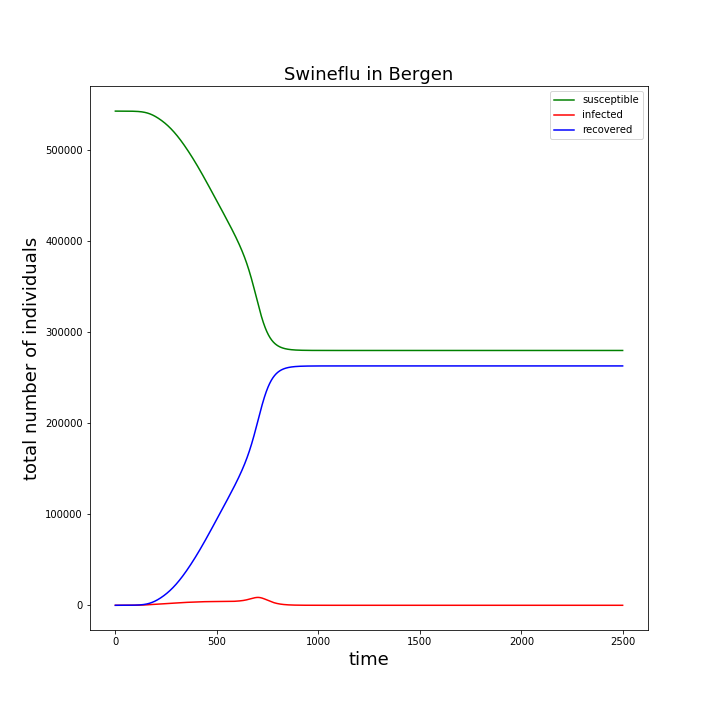 Swineflu in Bergen
susceptible
infected
recovered
total number of individuals
500000
400000
300000
200000
100000
0
0 500 1000 1500 2000 2500
time